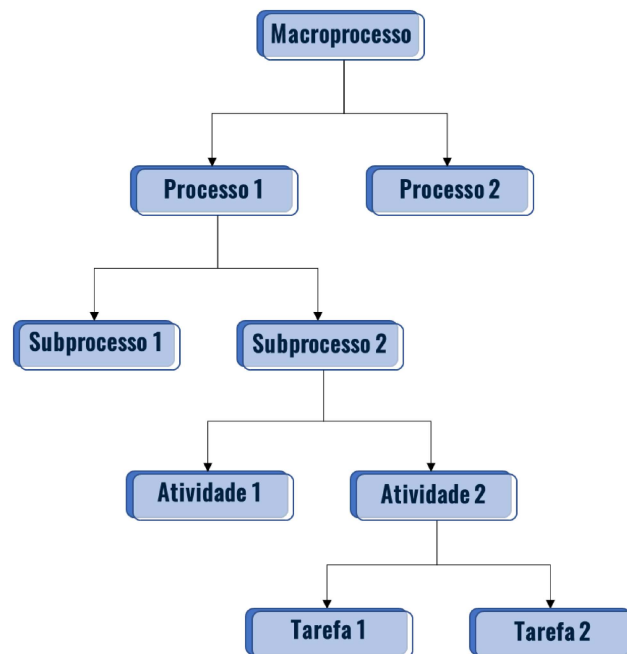 Macroprocesso
Processo 1
Processo 2
Subprocesso 1
Subprocesso 2
Atividade 1
Atividade 2
Tarefa 1
Tarefa 2